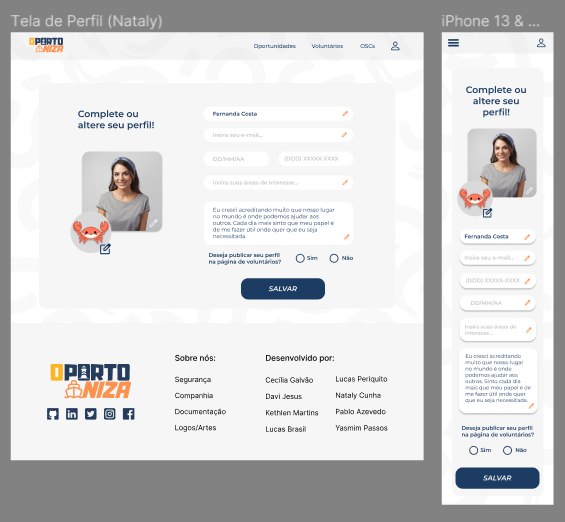 Tela de Perfil (Nataly)
OPORTO
NIZA
Oportunidades
Voluntários
OSCs
Complete ou
altere seu perfil!
Fernanda Costa
Insira seu e-mail...
DD/MM/AA
(DDD) XXXXX-XXXX
Insira suas áreas de interesse...
Eu cresci acreditando muito que nosso lugar
no mundo é onde podemos ajudar aos
outros. Cada dia mais sinto que meu papel é
de me fazer útil onde quer que eu seja
necessitada.
Deseja publicar seu perfil
na página de voluntários?
Sim
Não
SALVAR
OPORTO
NIZA
Sobre nós:
Segurança
Companhia
Documentação
Logos/Artes
Desenvolvido por:
Cecília Galvão
Davi Jesus
Kethlen Martins
Lucas Brasil
Lucas Periquito
Nataly Cunha
Pablo Azevedo
Yasmim Passos
iPhone 13 & ...
Complete ou
altere seu
perfil!
Fernanda Costa
Insira seu e-mail...
(DDD) XXXXX-XXXX
DD/MM/AA
Insira suas áreas de
interesse...
Eu cresci acreditando
muito que nosso lugar
no mundo é onde
podemos ajudar aos
outros. Sinto cada dia
mais que meu papel é de
me fazer útil onde quer
que eu seja necessitada.
Deseja publicar seu perfil
na página de voluntários?
Sim
Não
SALVAR